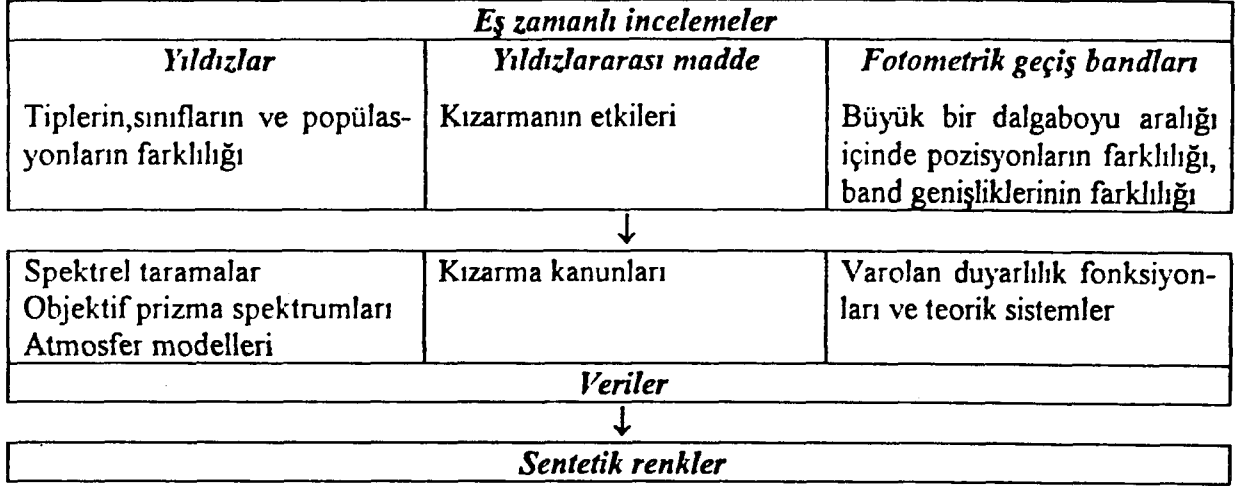 Eş zamanlı incelemeler
Yıldızlar
Tiplerin,sınıfların ve popülas-
yonların farklılığı
Yıldızlararası madde
Kızarmanın etkileri
Fotometrik geçiş bandları
Büyük bir dalgaboyu aralığı
içinde pozisyonların farklılığı,
band genişliklerinin farklılığı
↓
Spektrel taramalar
Objektif prizma spektrumları
Atmosfer modelleri
Kızarma kanunları
Varolan duyarlılık fonksiyon-
ları ve teorik sistemler
Veriler
↓
Sentetik renkler